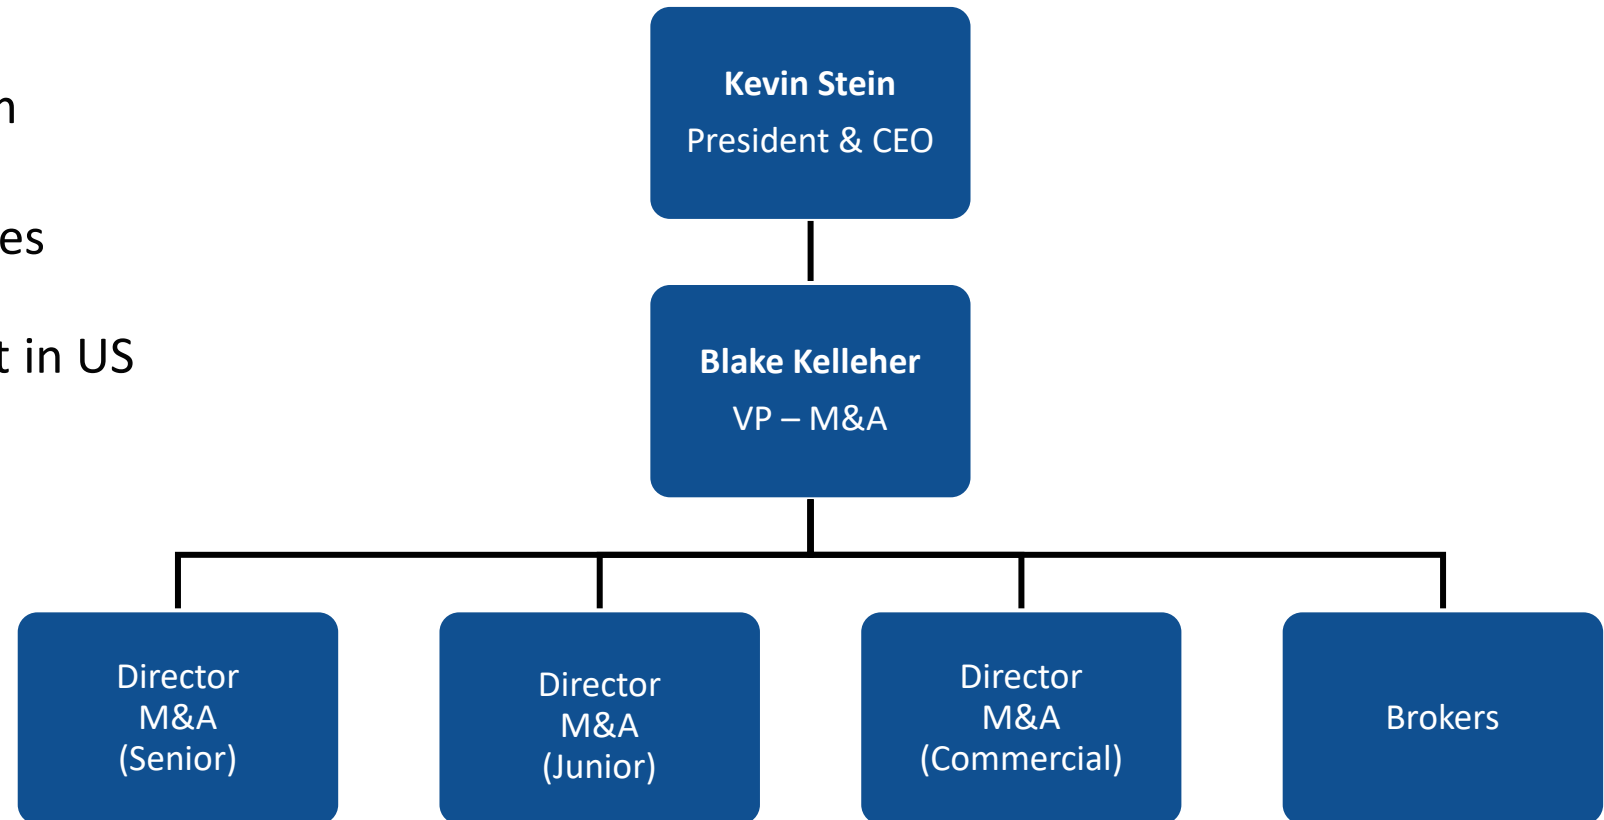 n
es
t in US
Kevin Stein
President & CEO
Blake Kelleher
VP – M&A
Director
M&A
(Senior)
Director
M&A
(Junior)
Director
M&A
(Commercial)
Brokers